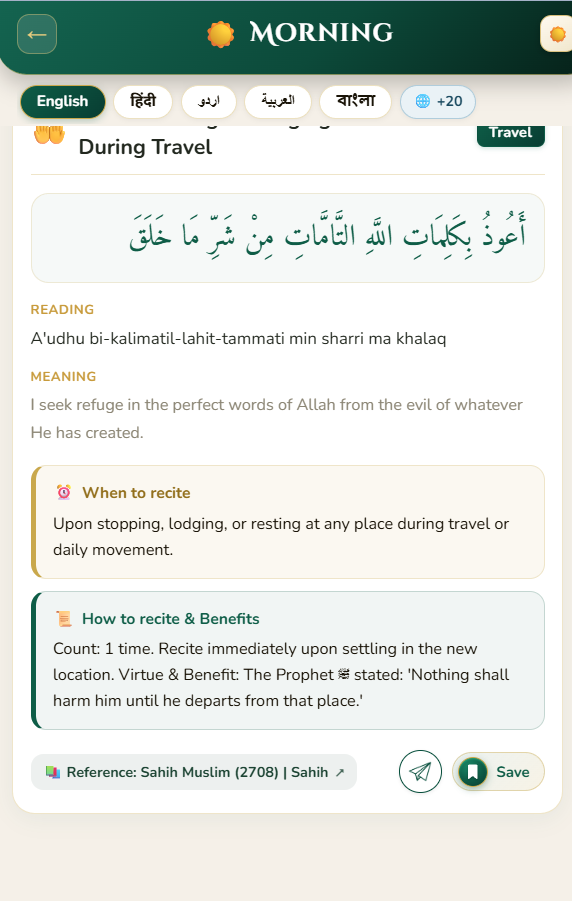 Morning
English
हिंदी
اردو
العربية
বাংলা
+20
During Travel
Travel
أَعُوذُ بِكَلِمَاتِ اللَّهِ التَّامَّاتِ مِنْ شَرِّ مَا خَلَقَ
READING
A'udhu bi-kalimatil-lahit-tammati min sharri ma khalaq
MEANING
I seek refuge in the perfect words of Allah from the evil of whatever
He has created.
When to recite
Upon stopping, lodging, or resting at any place during travel or
daily movement.
How to recite & Benefits
Count: 1 time. Recite immediately upon settling in the new
location. Virtue & Benefit: The Prophet ﷺ stated: 'Nothing shall
harm him until he departs from that place.'
Reference: Sahih Muslim (2708) | Sahih ↗
Save